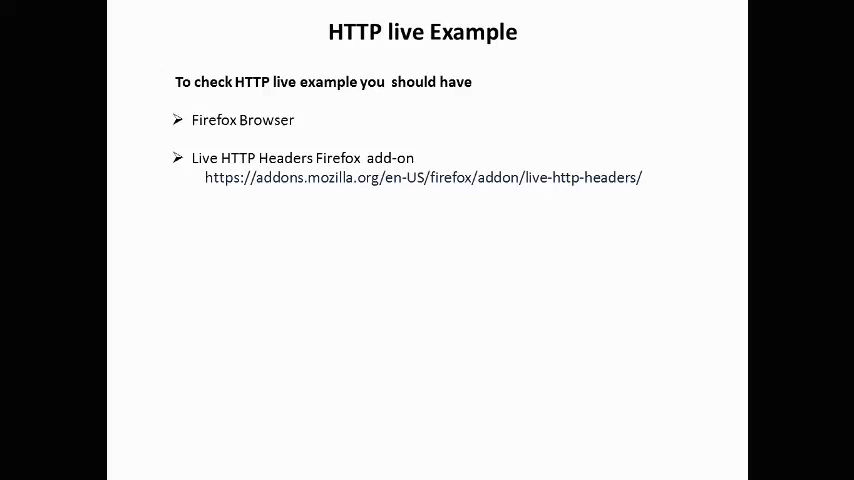 HTTP live Example
To check HTTP live example you should have
➢ Firefox Browser
➢ Live HTTP Headers Firefox add-on
https://addons.mozilla.org/en-US/firefox/addon/live-http-headers/